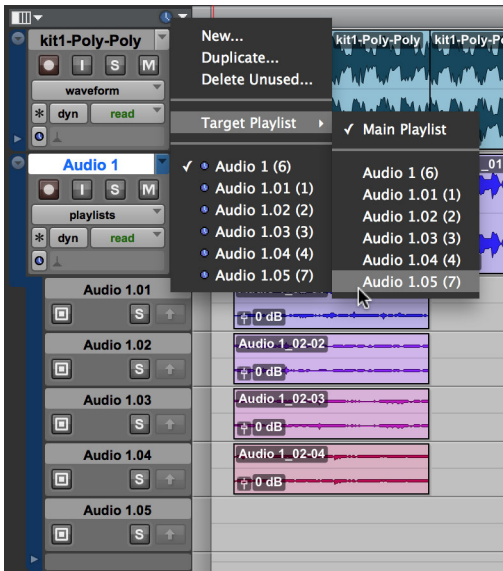 kit1-Poly-Poly
I S M
waveform
dyn read
Audio 1
I S M
playlists
dyn read
New...
Duplicate...
Delete Unused...
Target Playlist
✓ Audio 1 (6)
Audio 1.01 (1)
Audio 1.02 (2)
Audio 1.03 (3)
Audio 1.04 (4)
Audio 1.05 (7)
✓ Main Playlist
Audio 1 (6)
Audio 1.01 (1)
Audio 1.02 (2)
Audio 1.03 (3)
Audio 1.04 (4)
Audio 1.05 (7)
kit1-Poly-Poly
kit1-Poly-P
_01
Audio 1.01
S
0 dB
Audio 1.02
S
Audio 1_02-02
0 dB
Audio 1.03
S
Audio 1_02-03
0 dB
Audio 1.04
S
Audio 1_02-04
0 dB
Audio 1.05
S